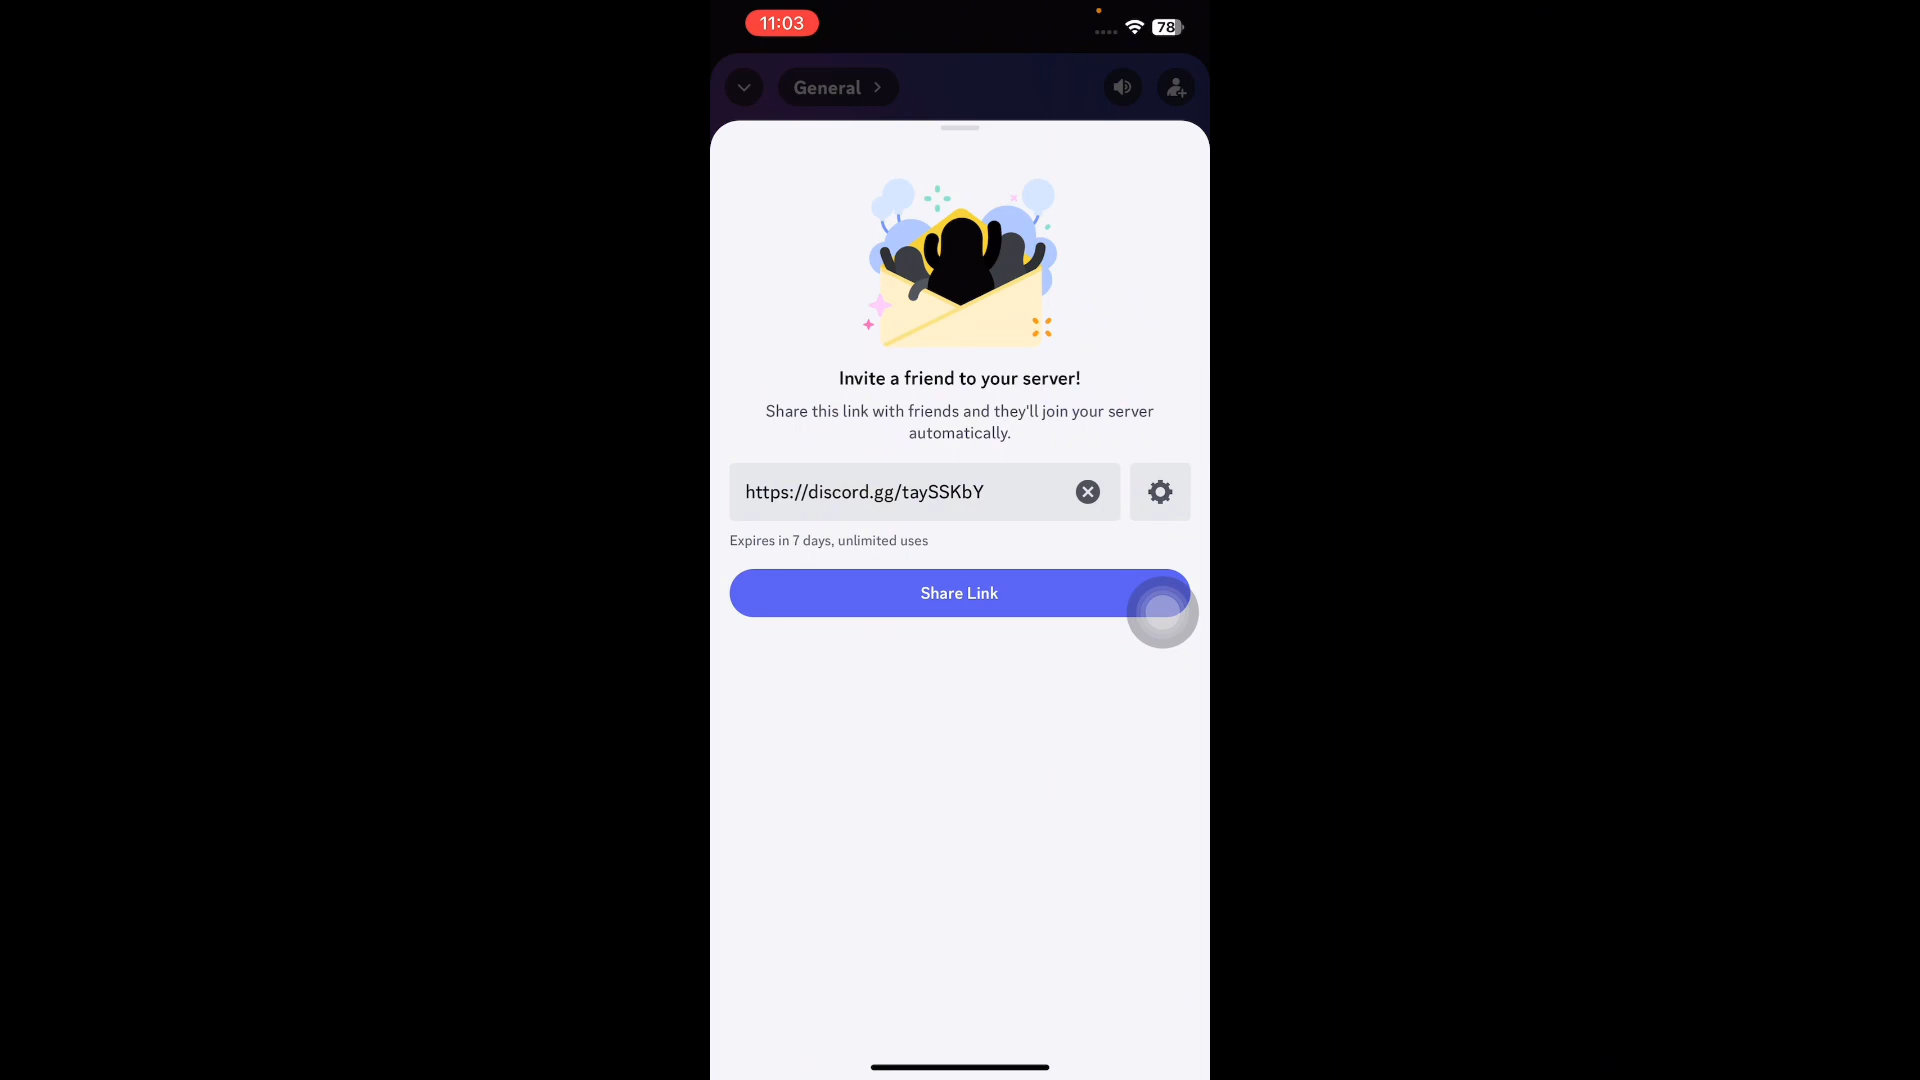 11:03
78
General
Invite a friend to your server!
Share this link with friends and they'll join your server
automatically.
https://discord.gg/taySSKbY
Expires in 7 days, unlimited uses
Share Link